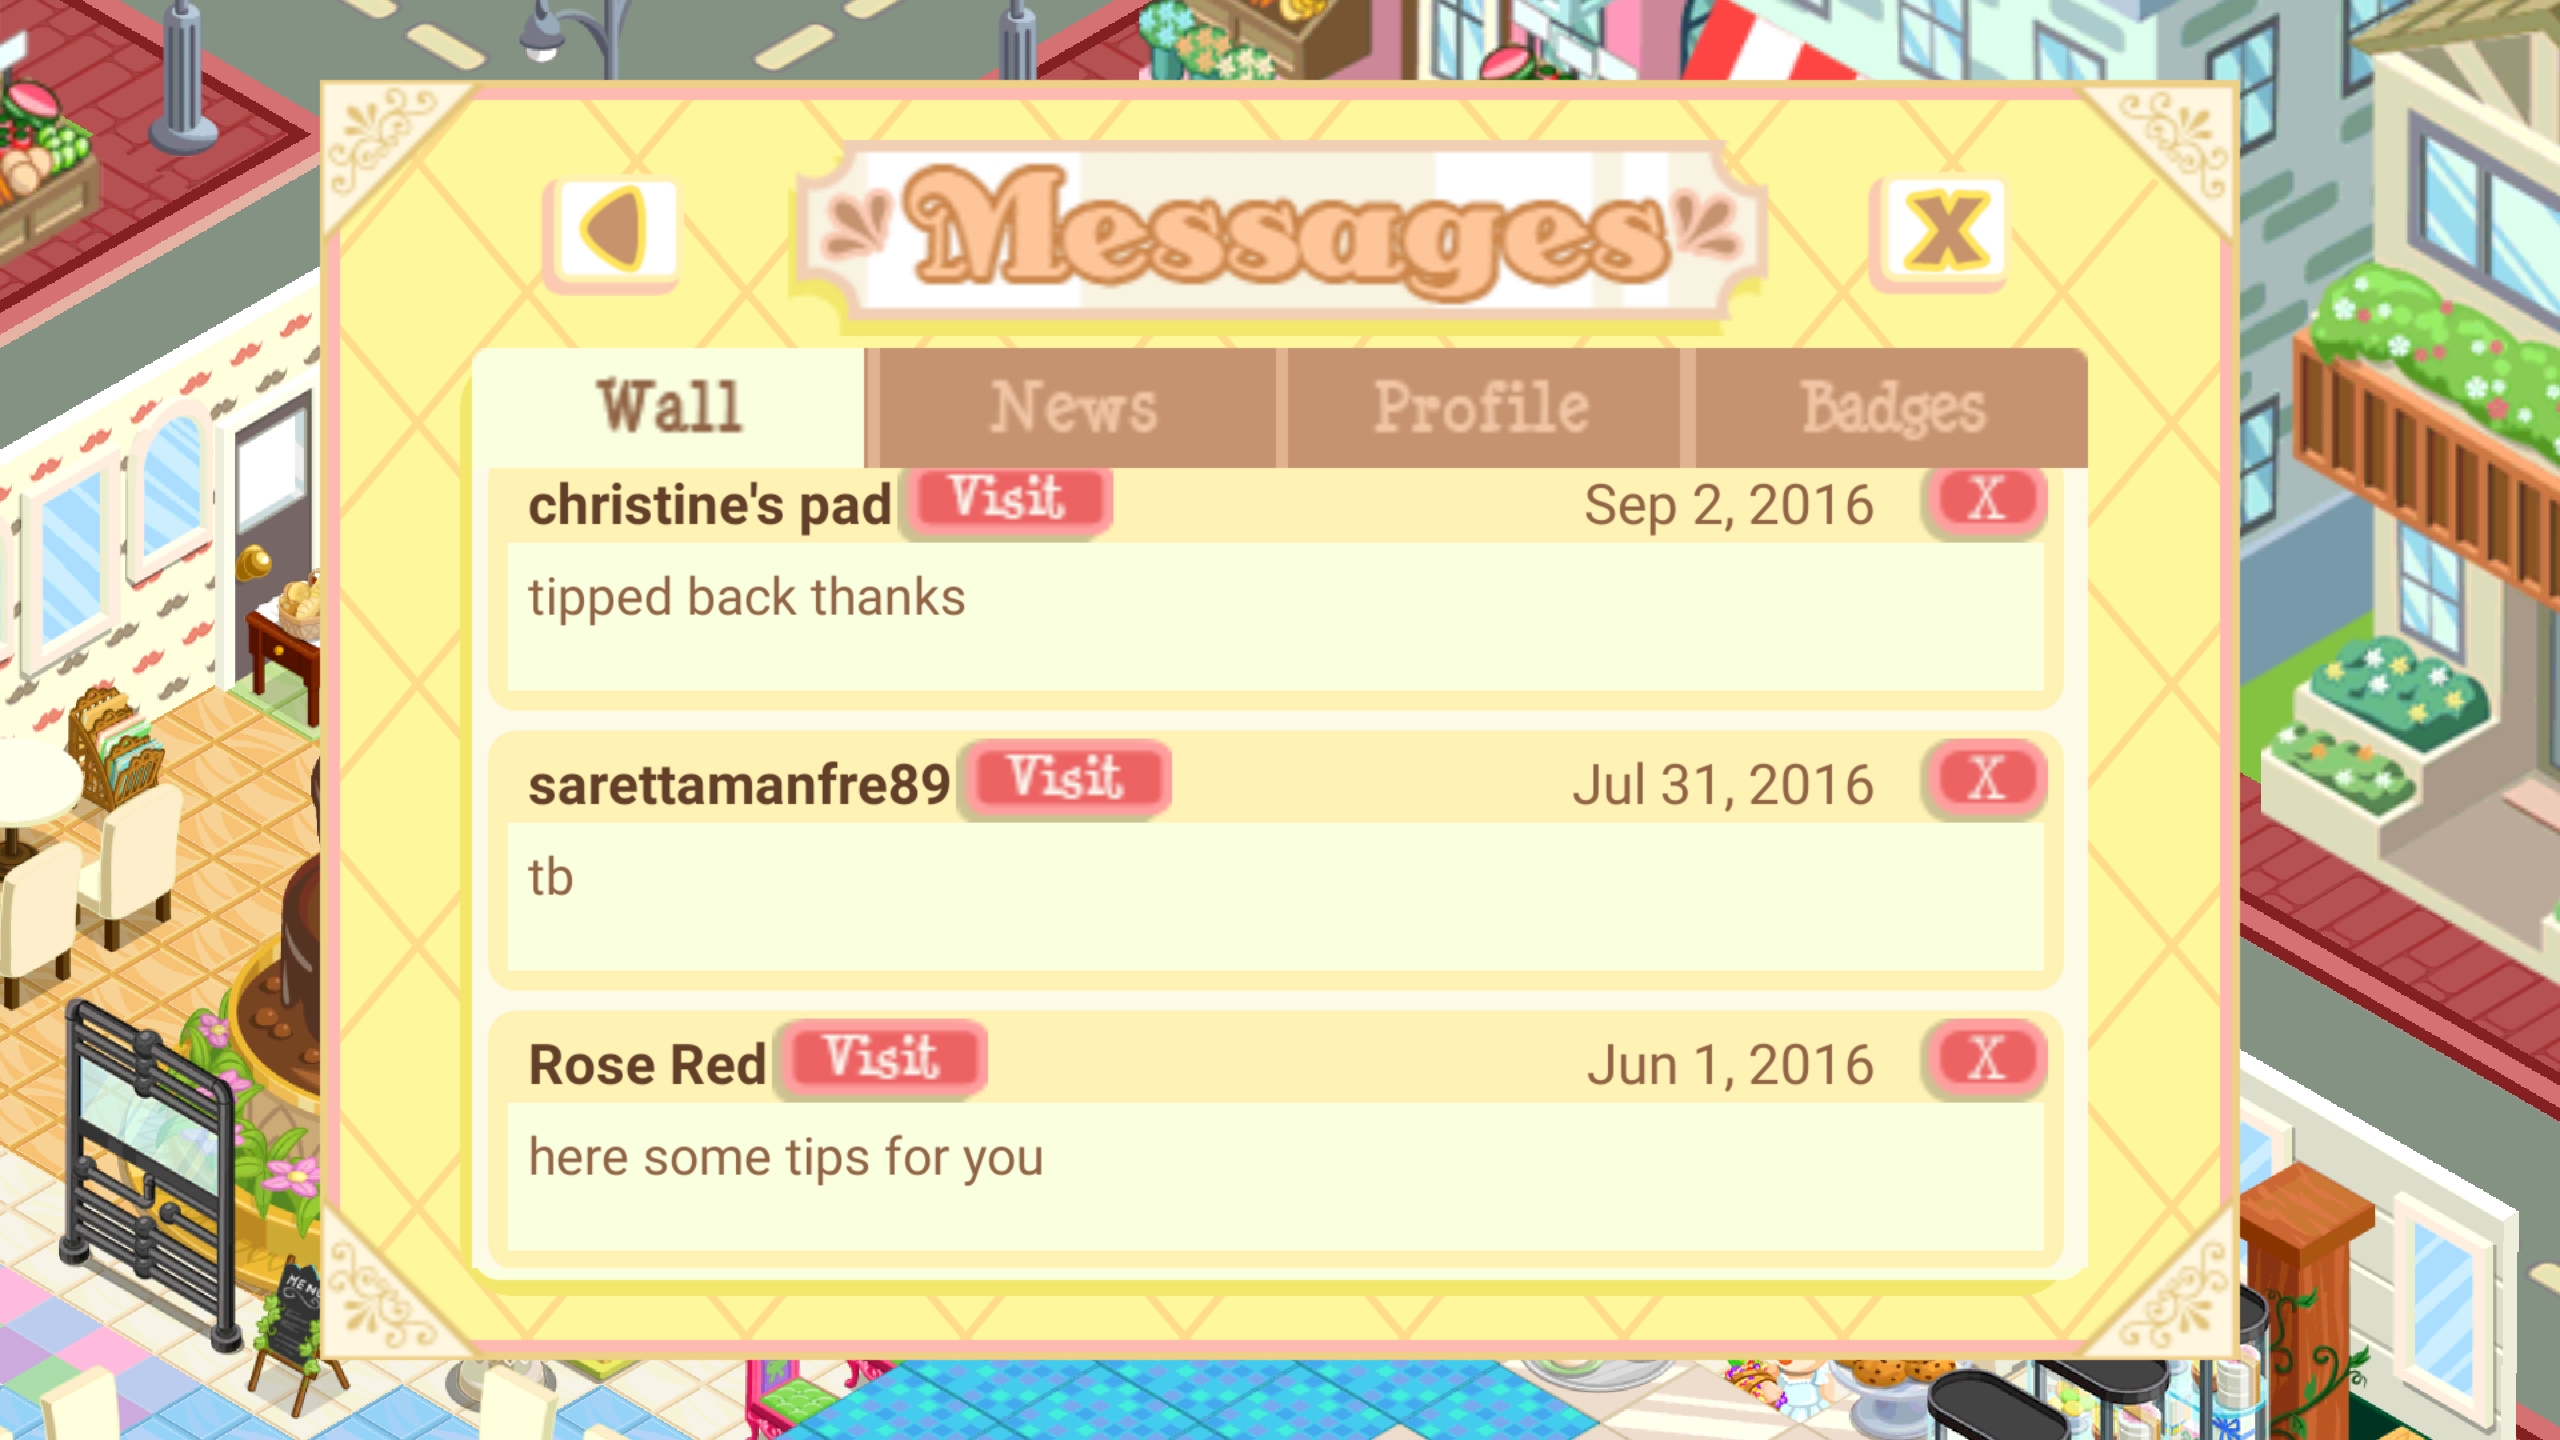 Messages
X
Wall News Profile Badges
christine's pad Visit Sep 2, 2016 X
tipped back thanks
sarettamanfre89 Visit Jul 31, 2016 X
tb
Rose Red Visit Jun 1, 2016 X
here some tips for you